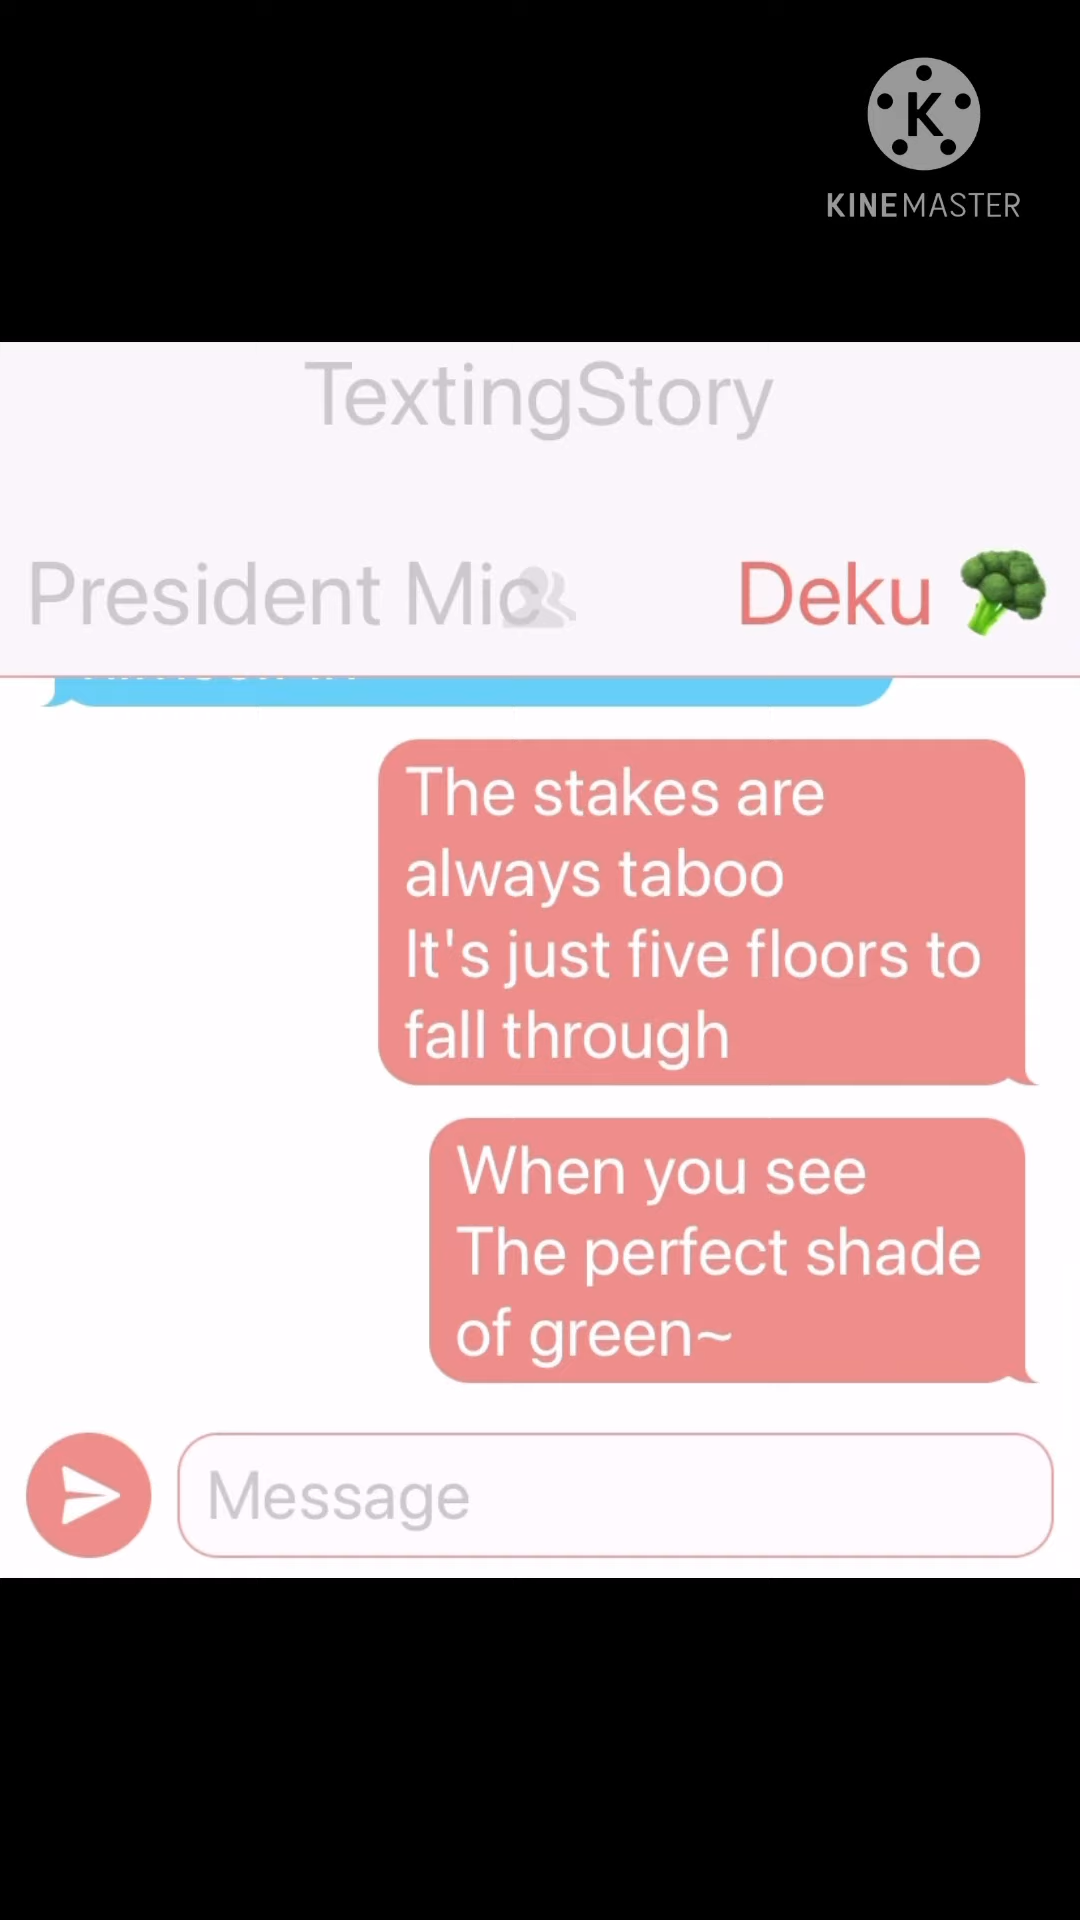 K
KINEMASTER
TextingStory
President Mic
Deku 🥦
The stakes are
always taboo
It's just five floors to
fall through
When you see
The perfect shade
of green~
Message